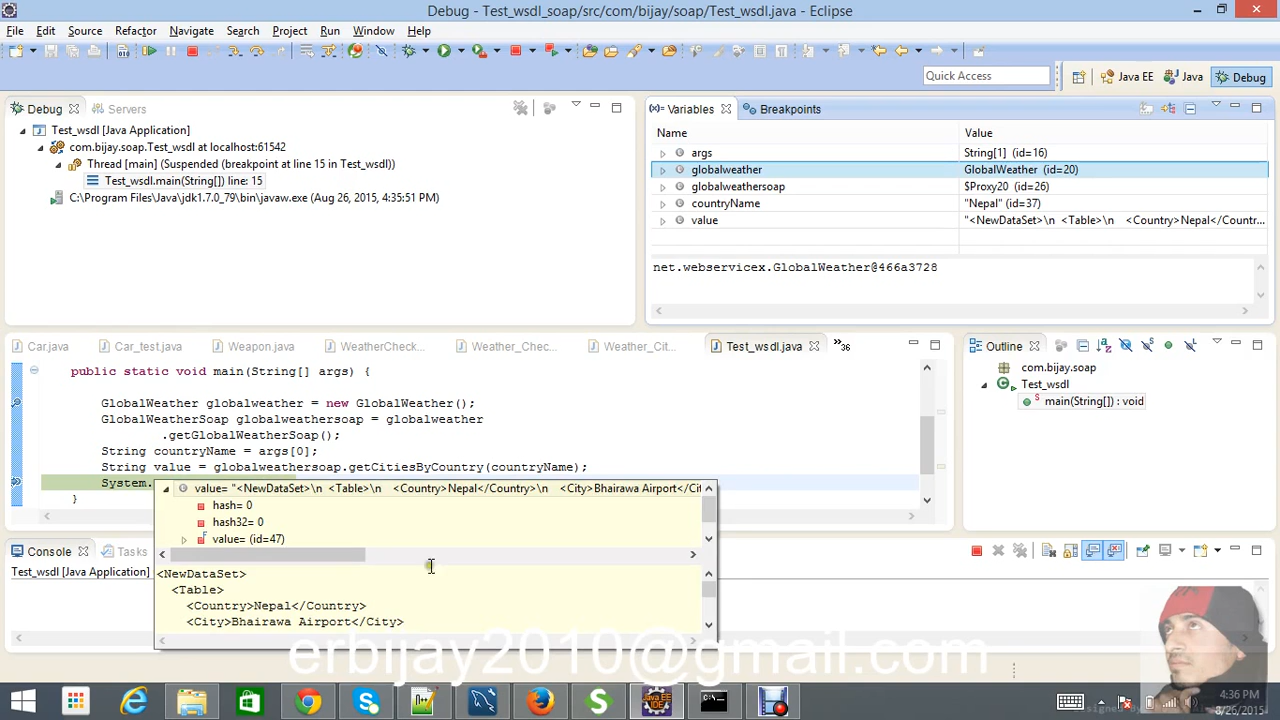 Debug - Test_wsdl_soap/src/com/bijay/soap/Test_wsdl.java - Eclipse
File Edit Source Refactor Navigate Search Project Run Window Help
Quick Access
Java EE
Java
Debug
Debug
Servers
Test_wsdl [Java Application]
com.bijay.soap.Test_wsdl at localhost:61542
Thread [main] (Suspended (breakpoint at line 15 in Test_wsdl))
Test_wsdl.main(String[]) line: 15
C:\Program Files\Java\jdk1.7.0_79\bin\javaw.exe (Aug 26, 2015, 4:35:51 PM)
(x)= Variables
Breakpoints
Name Value
args String[1] (id=16)
globalweather GlobalWeather (id=20)
globalweathersoap $Proxy20 (id=26)
countryName "Nepal" (id=37)
value "<NewDataSet>\n <Table>\n <Country>Nepal</Countr...
net.webservicex.GlobalWeather@466a3728
Car.java
Car_test.java
Weapon.java
WeatherCheck...
Weather_Chec...
Weather_Cit...
Test_wsdl.java
»36
public static void main(String[] args) {
GlobalWeather globalweather = new GlobalWeather();
GlobalWeatherSoap globalweathersoap = globalweather
.getGlobalWeatherSoap();
String countryName = args[0];
String value = globalweathersoap.getCitiesByCountry(countryName);
System.
}
value= "<NewDataSet>\n <Table>\n <Country>Nepal</Country>\n <City>Bhairawa Airport</Cit
hash= 0
hash32= 0
value= (id=47)
<NewDataSet>
<Table>
<Country>Nepal</Country>
<City>Bhairawa Airport</City>
Outline
com.bijay.soap
Test_wsdl
main(String[]) : void
Console
Tasks
Test_wsdl [Java Application]
erbijay2010@gmail.com
4:36 PM
8/26/2015